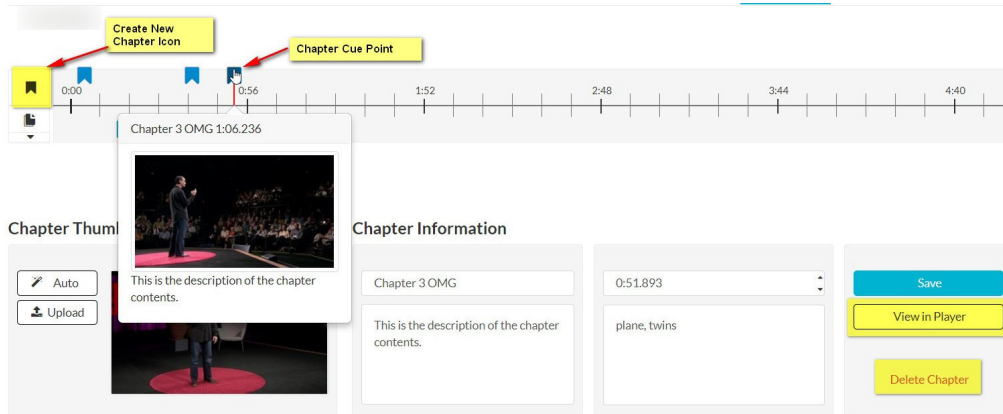 Create New
Chapter Icon
Chapter Cue Point
0:00
0:56
1:52
2:48
3:44
4:40
Chapter 3 OMG 1:06.236
This is the description of the chapter
contents.
Chapter Thum
Chapter Information
Auto
Upload
Chapter 3 OMG
This is the description of the chapter
contents.
0:51.893
plane, twins
Save
View in Player
Delete Chapter